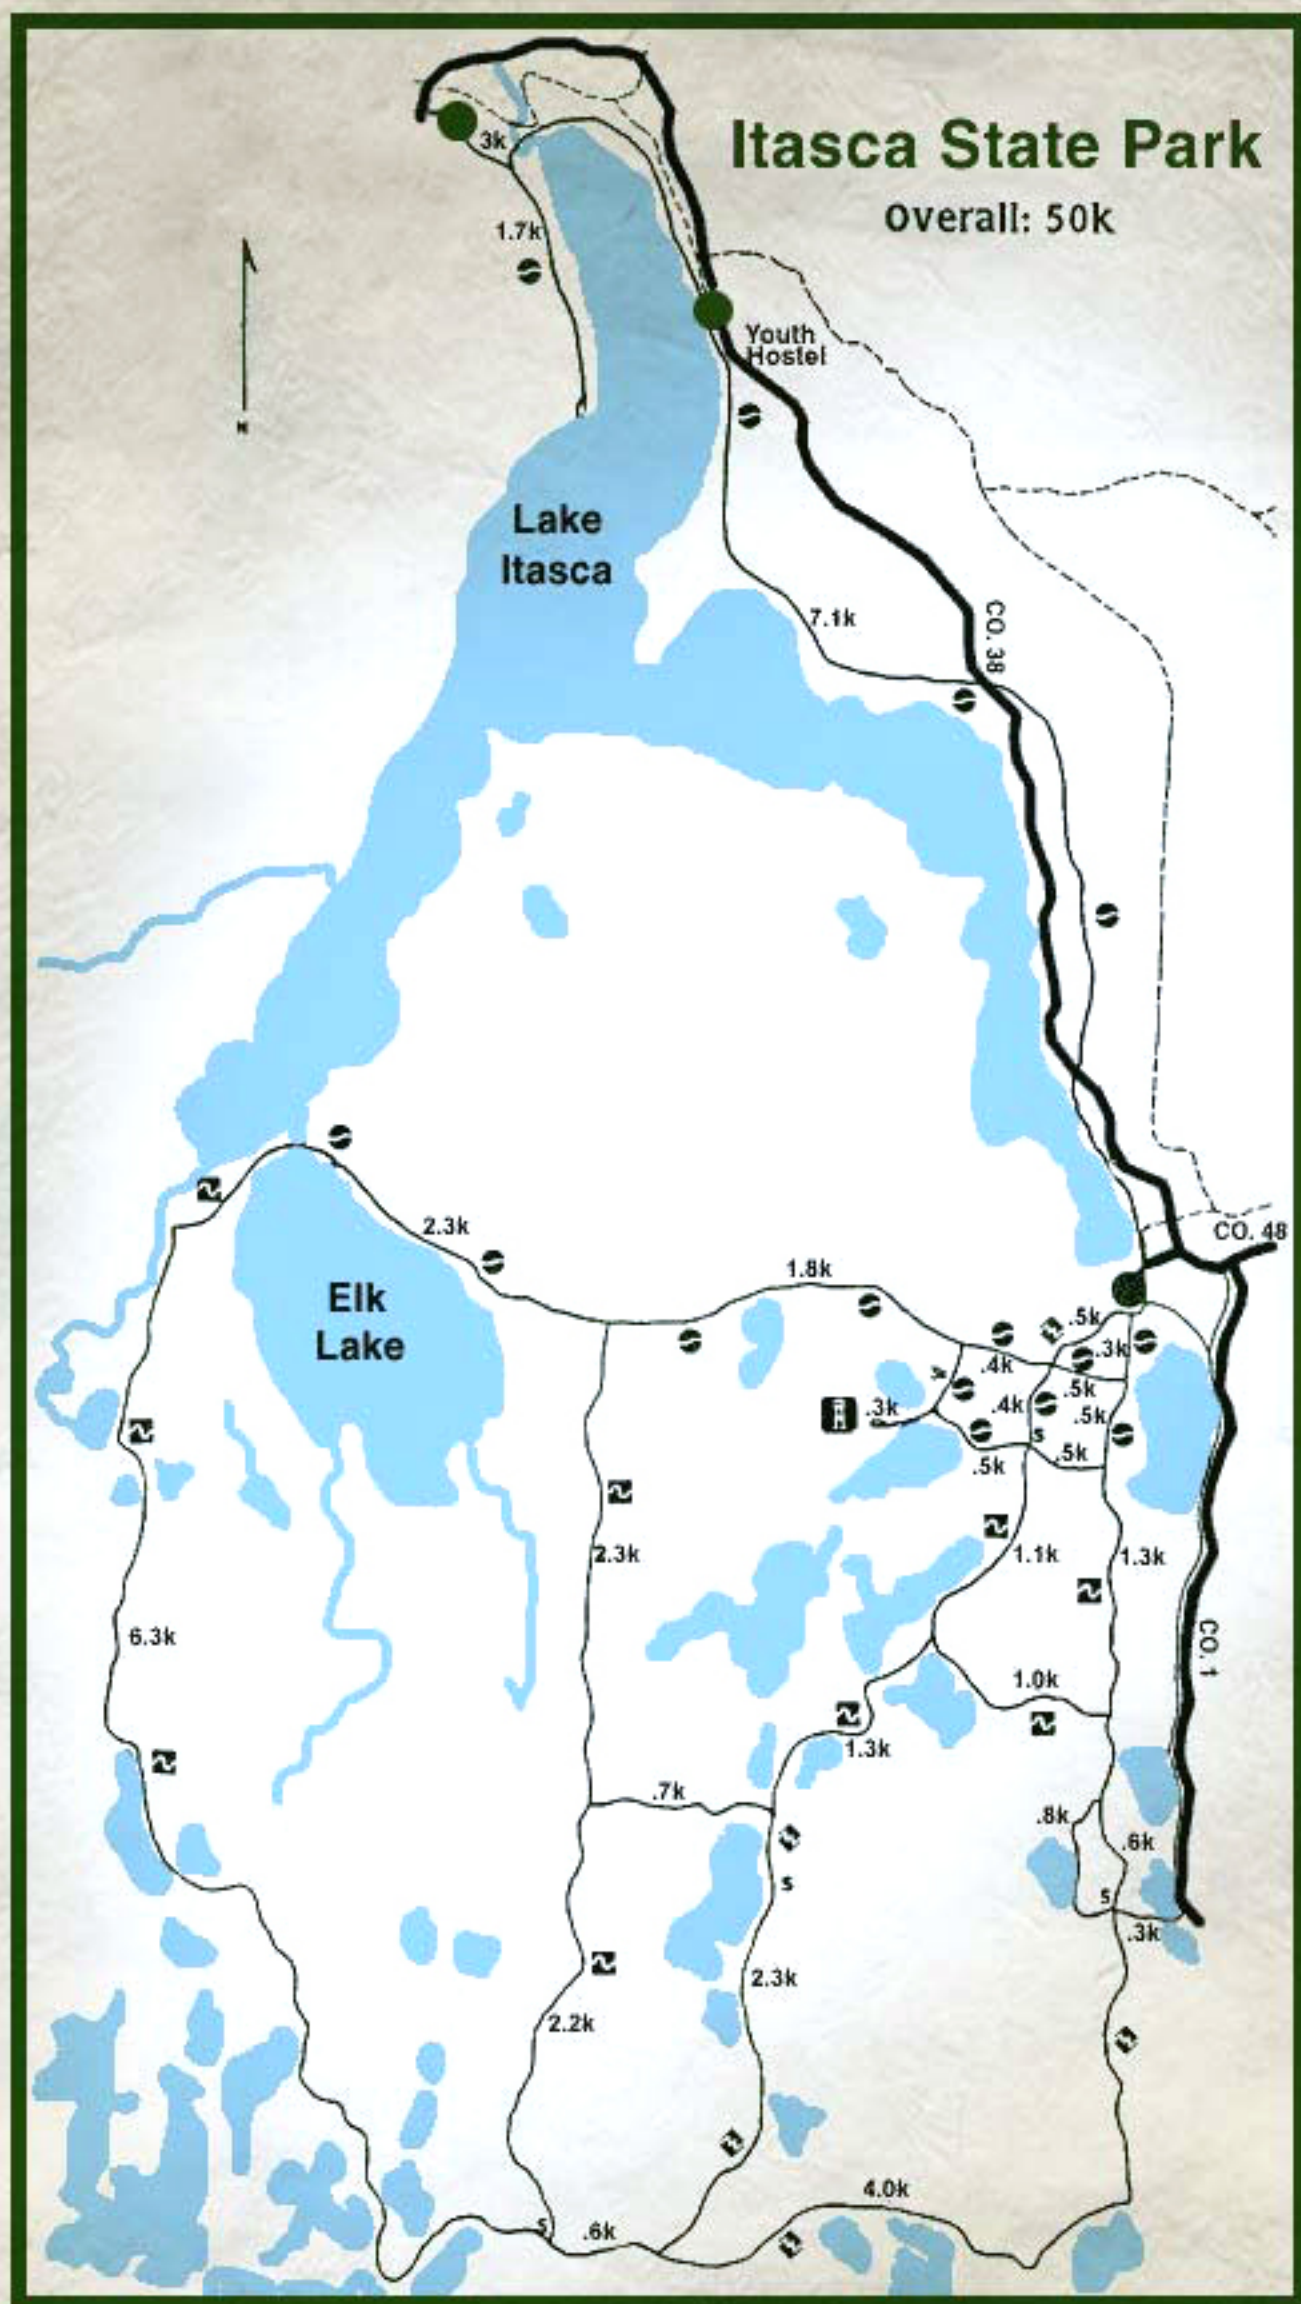 Itasca State Park
Overall: 50k
3k
1.7k
N
Youth
Hostel
Lake
Itasca
7.1k
CO. 38
2.3k
CO. 48
1.8k
Elk
Lake
.5k
.3k
.4k
.5k
.3k
.4k
.5k
S
.5k
.5k
2.3k
1.1k
1.3k
6.3k
CO. 1
1.0k
1.3k
.7k
.8k
.6k
S
S
.3k
2.3k
2.2k
4.0k
S
.6k